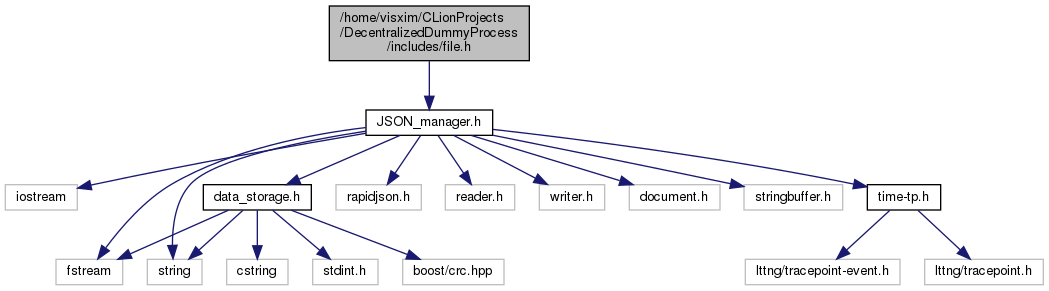 /home/visxim/CLionProjects
/DecentralizedDummyProcess
/includes/file.h
JSON_manager.h
iostream
data_storage.h
rapidjson.h
reader.h
writer.h
document.h
stringbuffer.h
time-tp.h
fstream
string
cstring
stdint.h
boost/crc.hpp
lttng/tracepoint-event.h
lttng/tracepoint.h